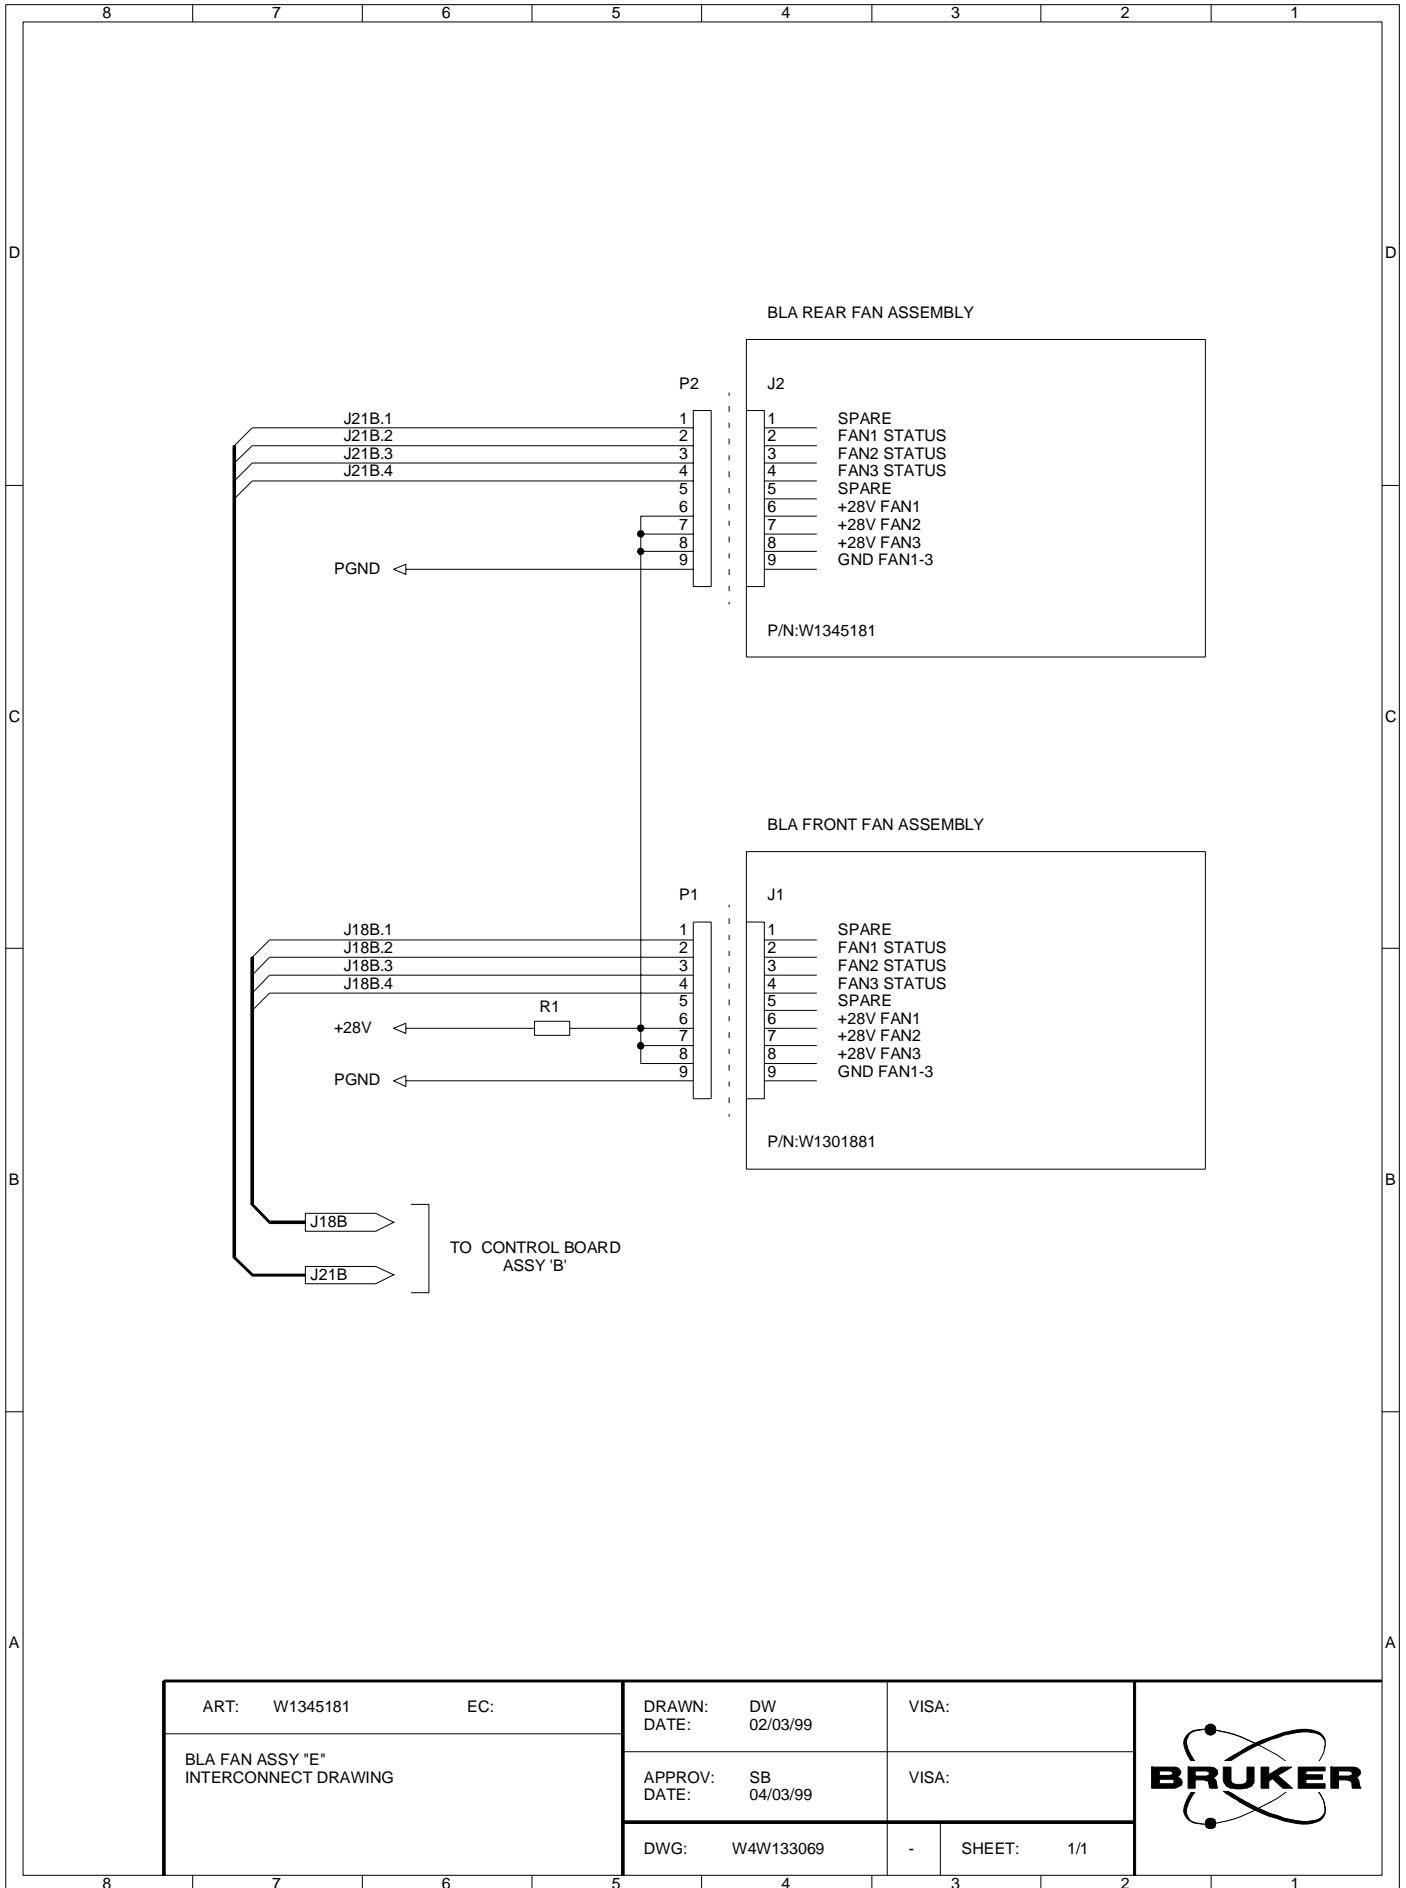 8 7 6 5 4 3 2 1
D D
BLA REAR FAN ASSEMBLY
P2 J2
J21B.1 1 1 SPARE
J21B.2 2 2 FAN1 STATUS
J21B.3 3 3 FAN2 STATUS
J21B.4 4 4 FAN3 STATUS
5 5 SPARE
6 6 +28V FAN1
7 7 +28V FAN2
8 8 +28V FAN3
9 9 GND FAN1-3
PGND
P/N:W1345181
C C
BLA FRONT FAN ASSEMBLY
P1 J1
J18B.1 1 1 SPARE
J18B.2 2 2 FAN1 STATUS
J18B.3 3 3 FAN2 STATUS
J18B.4 4 4 FAN3 STATUS
5 5 SPARE
R1
6 6 +28V FAN1
+28V
7 7 +28V FAN2
8 8 +28V FAN3
9 9 GND FAN1-3
PGND
P/N:W1301881
B B
J18B
TO CONTROL BOARD
ASSY 'B'
J21B
A A
ART: W1345181 EC:
BLA FAN ASSY "E"
INTERCONNECT DRAWING
DRAWN: DW
DATE: 02/03/99
VISA:
APPROV: SB
DATE: 04/03/99
VISA:
DWG: W4W133069 - SHEET: 1/1
BRUKER
8 7 6 5 4 3 2 1